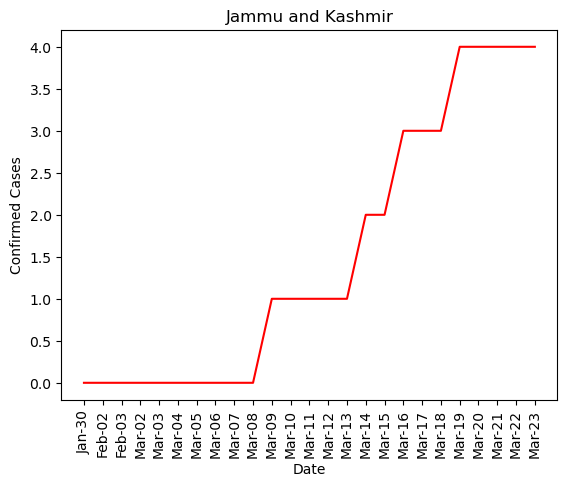 Jammu and Kashmir
4.0
3.5
3.0
2.5
2.0
1.5
1.0
0.5
0.0
Confirmed Cases
Jan-30
Feb-02
Feb-03
Mar-02
Mar-03
Mar-04
Mar-05
Mar-06
Mar-07
Mar-08
Mar-09
Mar-10
Mar-11
Mar-12
Mar-13
Mar-14
Mar-15
Mar-16
Mar-17
Mar-18
Mar-19
Mar-20
Mar-21
Mar-22
Mar-23
Date